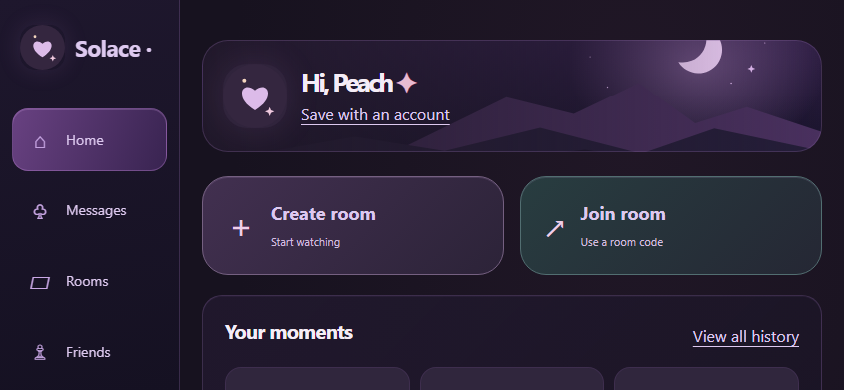 Solace
Home
Messages
Rooms
Friends
Hi, Peach
Save with an account
Create room
Start watching
Join room
Use a room code
Your moments
View all history